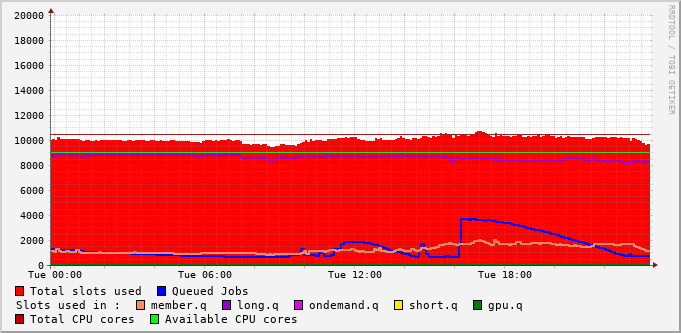 20000
18000
16000
14000
12000
10000
8000
6000
4000
2000
0
Tue 00:00 Tue 06:00 Tue 12:00 Tue 18:00
Total slots used Queued Jobs
Slots used in : member.q long.q ondemand.q short.q gpu.q
Total CPU cores Available CPU cores
RRDTOOL / TOBI OETIKER